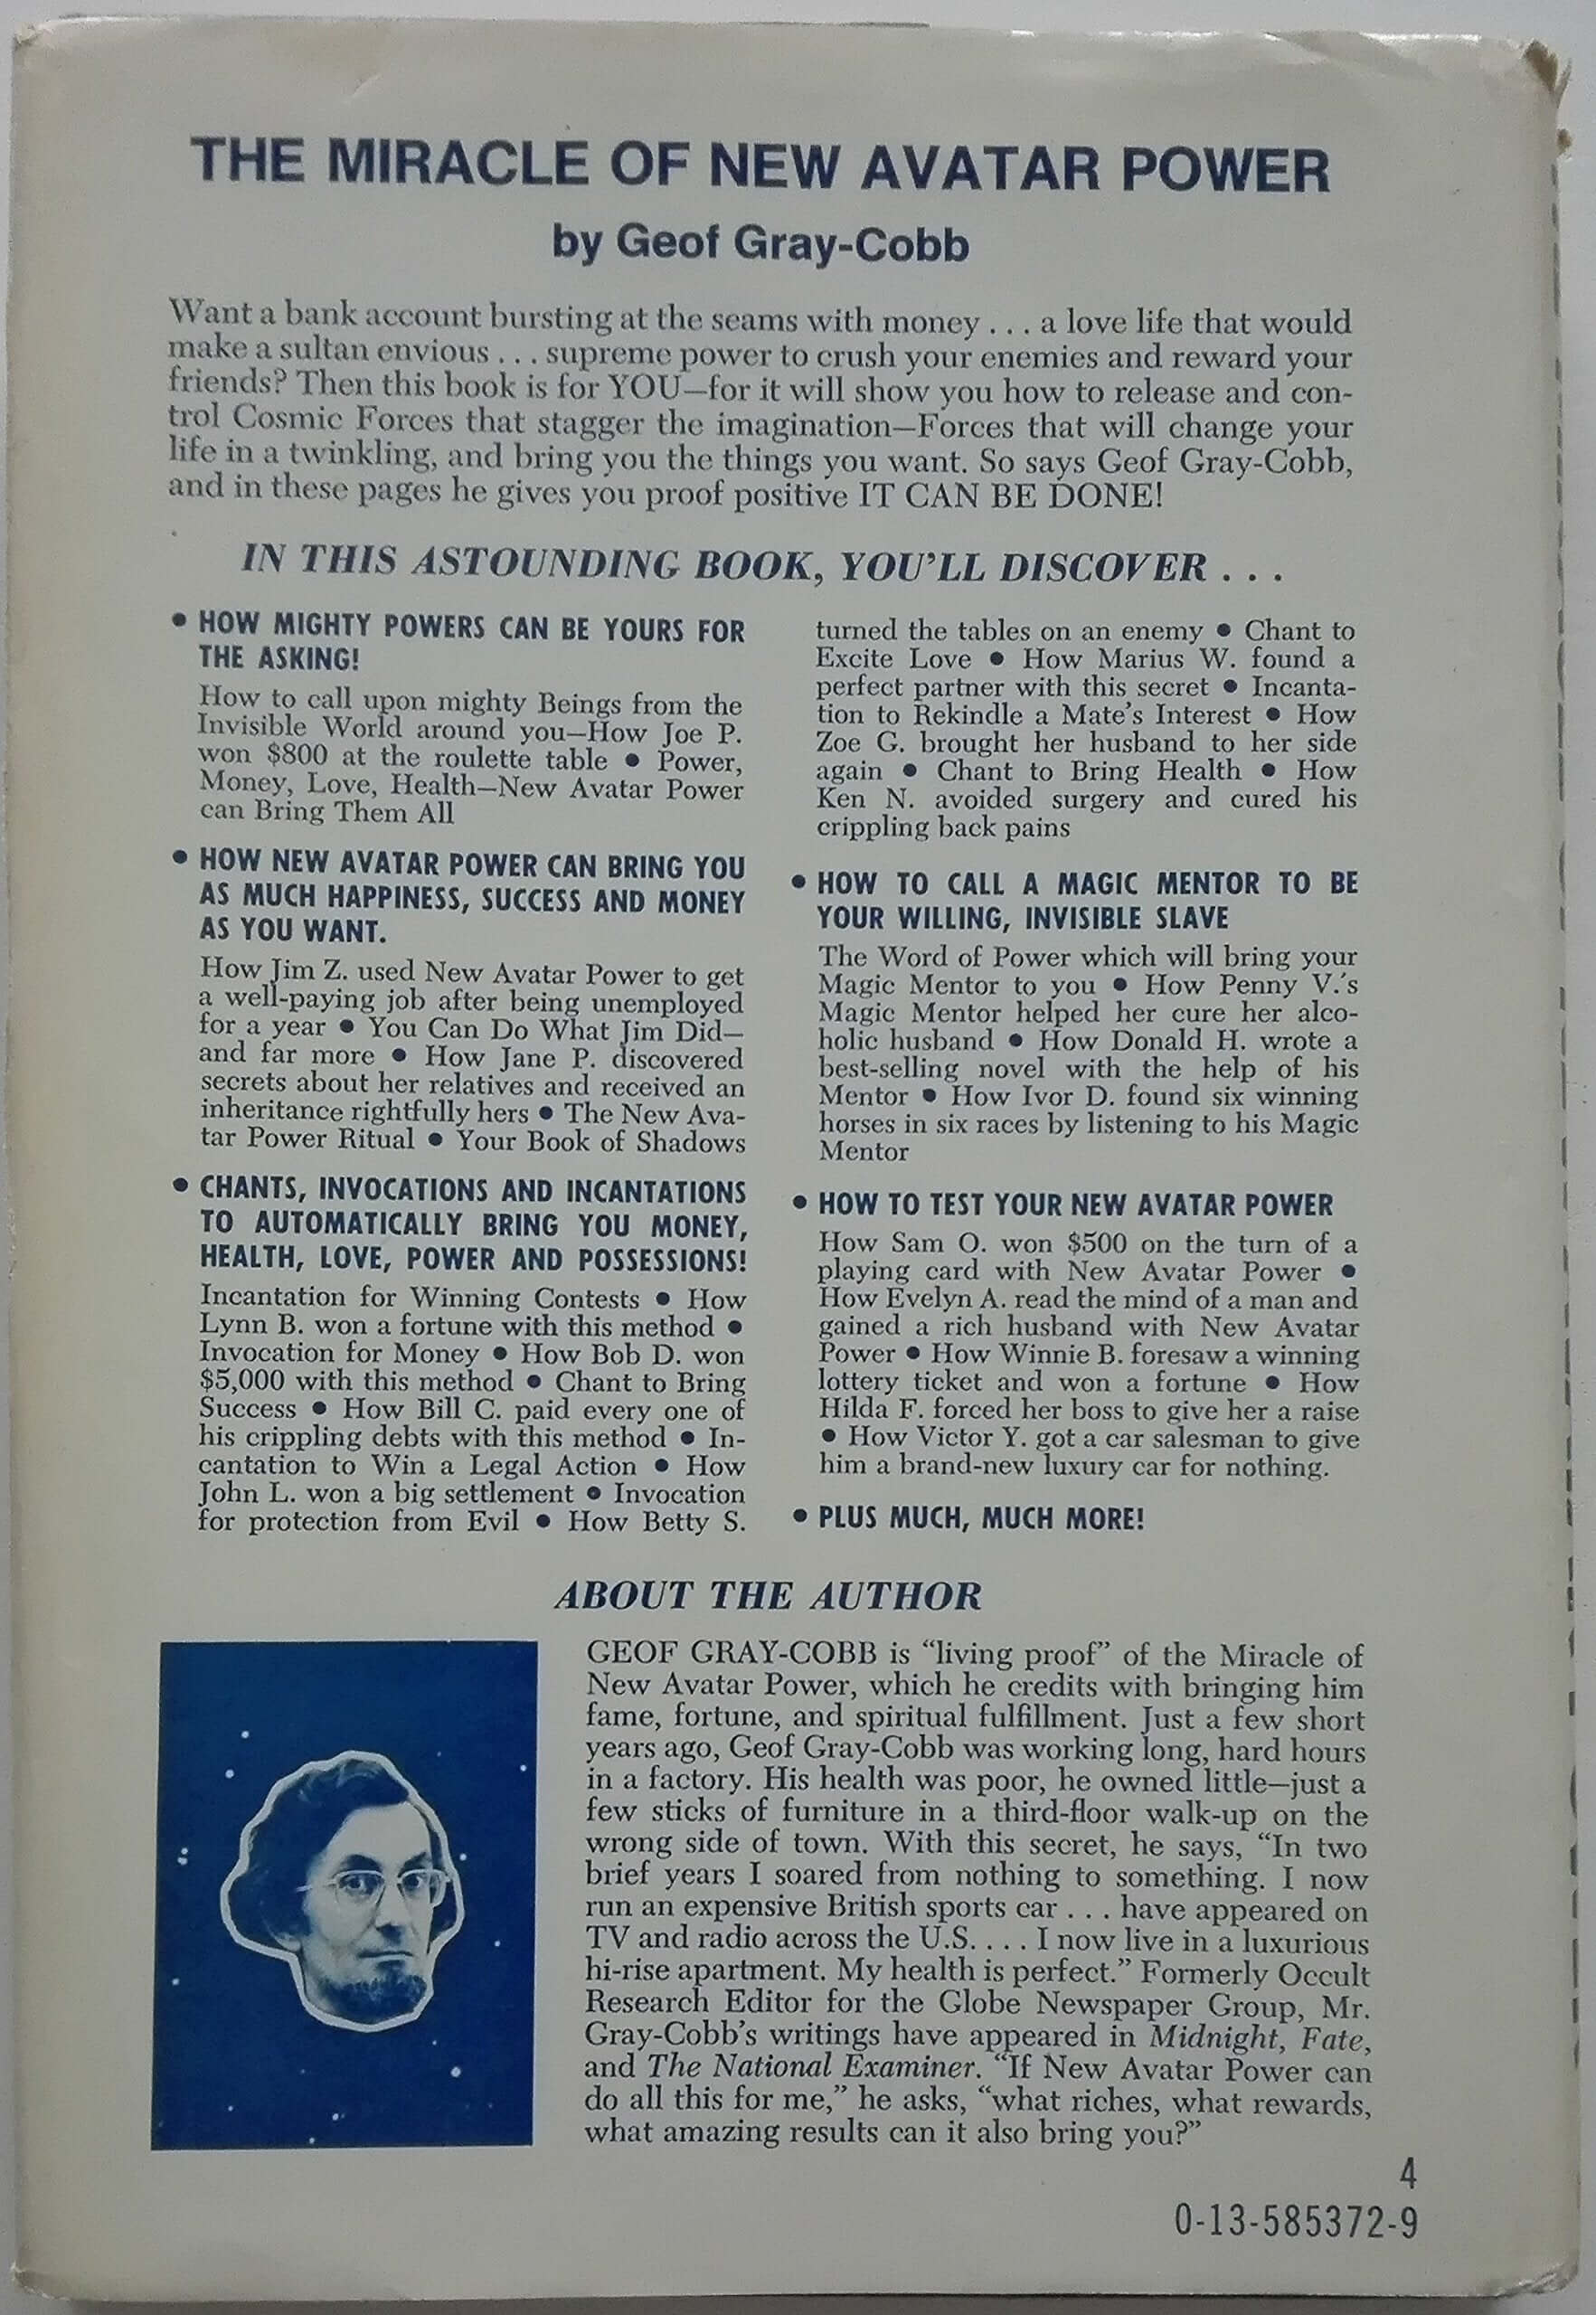 THE MIRACLE OF NEW AVATAR POWER
by Geof Gray-Cobb
Want a bank account bursting at the seams with money . . . a love life that would
make a sultan envious . . . supreme power to crush your enemies and reward your
friends? Then this book is for YOU—for it will show you how to release and con-
trol Cosmic Forces that stagger the imagination—Forces that will change your
life in a twinkling, and bring you the things you want. So says Geof Gray-Cobb,
and in these pages he gives you proof positive IT CAN BE DONE!
IN THIS ASTOUNDING BOOK, YOU'LL DISCOVER . . .
• HOW MIGHTY POWERS CAN BE YOURS FOR
THE ASKING!
How to call upon mighty Beings from the
Invisible World around you—How Joe P.
won $800 at the roulette table • Power,
Money, Love, Health—New Avatar Power
can Bring Them All
• HOW NEW AVATAR POWER CAN BRING YOU
AS MUCH HAPPINESS, SUCCESS AND MONEY
AS YOU WANT.
How Jim Z. used New Avatar Power to get
a well-paying job after being unemployed
for a year • You Can Do What Jim Did—
and far more • How Jane P. discovered
secrets about her relatives and received an
inheritance rightfully hers • The New Ava-
tar Power Ritual • Your Book of Shadows
• CHANTS, INVOCATIONS AND INCANTATIONS
TO AUTOMATICALLY BRING YOU MONEY,
HEALTH, LOVE, POWER AND POSSESSIONS!
Incantation for Winning Contests • How
Lynn B. won a fortune with this method •
Invocation for Money • How Bob D. won
$5,000 with this method • Chant to Bring
Success • How Bill C. paid every one of
his crippling debts with this method • In-
cantation to Win a Legal Action • How
John L. won a big settlement • Invocation
for protection from Evil • How Betty S.
turned the tables on an enemy • Chant to
Excite Love • How Marius W. found a
perfect partner with this secret • Incanta-
tion to Rekindle a Mate's Interest • How
Zoe G. brought her husband to her side
again • Chant to Bring Health • How
Ken N. avoided surgery and cured his
crippling back pains
• HOW TO CALL A MAGIC MENTOR TO BE
YOUR WILLING, INVISIBLE SLAVE
The Word of Power which will bring your
Magic Mentor to you • How Penny V.'s
Magic Mentor helped her cure her alco-
holic husband • How Donald H. wrote a
best-selling novel with the help of his
Mentor • How Ivor D. found six winning
horses in six races by listening to his Magic
Mentor
• HOW TO TEST YOUR NEW AVATAR POWER
How Sam O. won $500 on the turn of a
playing card with New Avatar Power •
How Evelyn A. read the mind of a man and
gained a rich husband with New Avatar
Power • How Winnie B. foresaw a winning
lottery ticket and won a fortune • How
Hilda F. forced her boss to give her a raise
• How Victor Y. got a car salesman to give
him a brand-new luxury car for nothing.
• PLUS MUCH, MUCH MORE!
ABOUT THE AUTHOR
GEOF GRAY-COBB is “living proof” of the Miracle of
New Avatar Power, which he credits with bringing him
fame, fortune, and spiritual fulfillment. Just a few short
years ago, Geof Gray-Cobb was working long, hard hours
in a factory. His health was poor, he owned little—just a
few sticks of furniture in a third-floor walk-up on the
wrong side of town. With this secret, he says, “In two
brief years I soared from nothing to something. I now
run an expensive British sports car . . . have appeared on
TV and radio across the U.S. . . . I now live in a luxurious
hi-rise apartment. My health is perfect.” Formerly Occult
Research Editor for the Globe Newspaper Group, Mr.
Gray-Cobb's writings have appeared in Midnight, Fate,
and The National Examiner. “If New Avatar Power can
do all this for me,” he asks, “what riches, what rewards,
what amazing results can it also bring you?”
4
0-13-585372-9